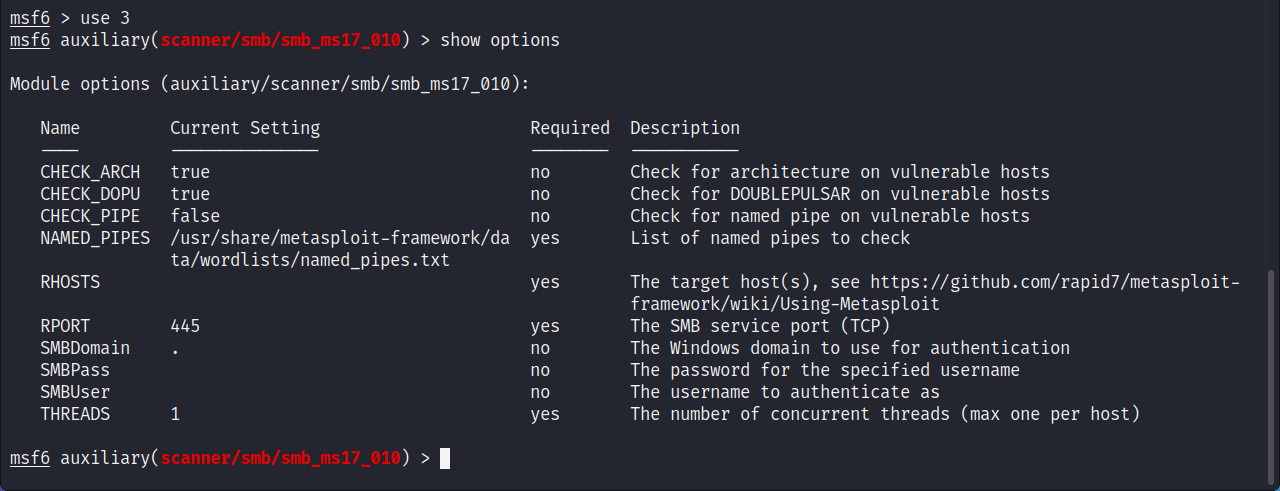 msf6 > use 3
msf6 auxiliary(scanner/smb/smb_ms17_010) > show options
Module options (auxiliary/scanner/smb/smb_ms17_010):
Name Current Setting Required Description
---- --------------- -------- -----------
CHECK_ARCH true no Check for architecture on vulnerable hosts
CHECK_DOPU true no Check for DOUBLEPULSAR on vulnerable hosts
CHECK_PIPE false no Check for named pipe on vulnerable hosts
NAMED_PIPES /usr/share/metasploit-framework/da yes List of named pipes to check
ta/wordlists/named_pipes.txt
RHOSTS yes The target host(s), see https://github.com/rapid7/metasploit-
framework/wiki/Using-Metasploit
RPORT 445 yes The SMB service port (TCP)
SMBDomain . no The Windows domain to use for authentication
SMBPass no The password for the specified username
SMBUser no The username to authenticate as
THREADS 1 yes The number of concurrent threads (max one per host)
msf6 auxiliary(scanner/smb/smb_ms17_010) >